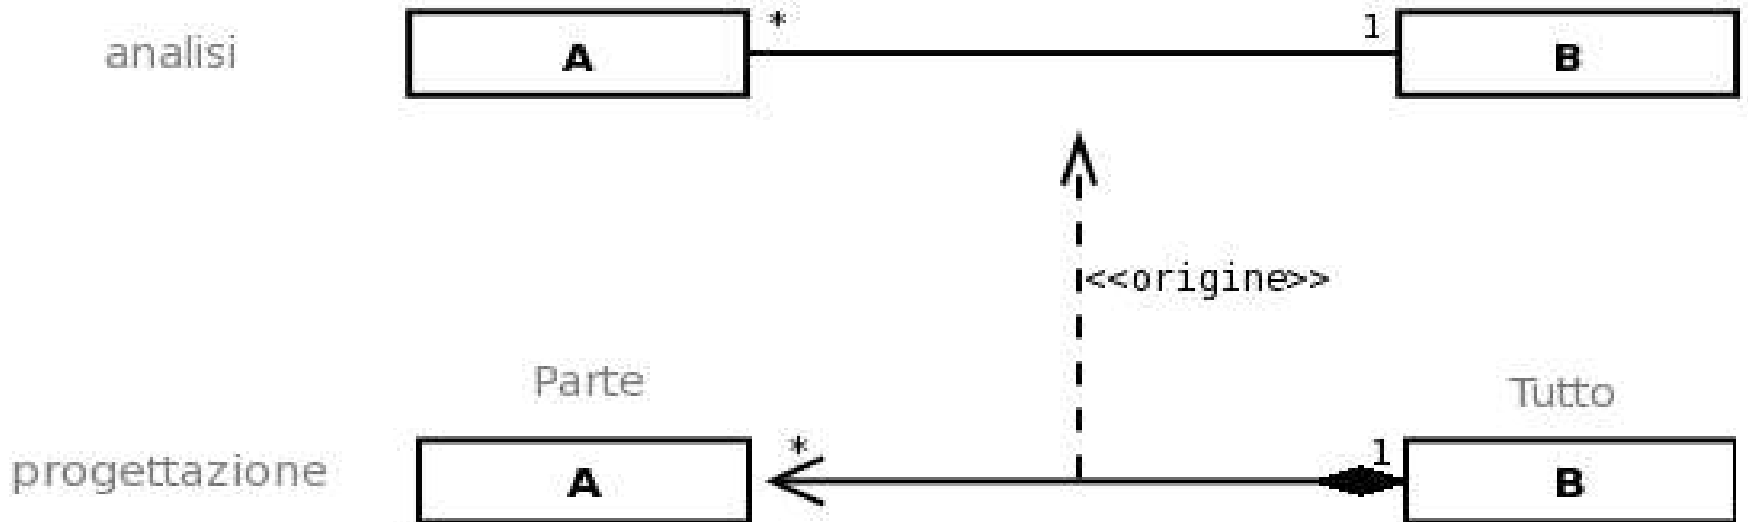 analisi
A
*
1
B
<<origine>>
Parte
Tutto
progettazione
A
*
1
B